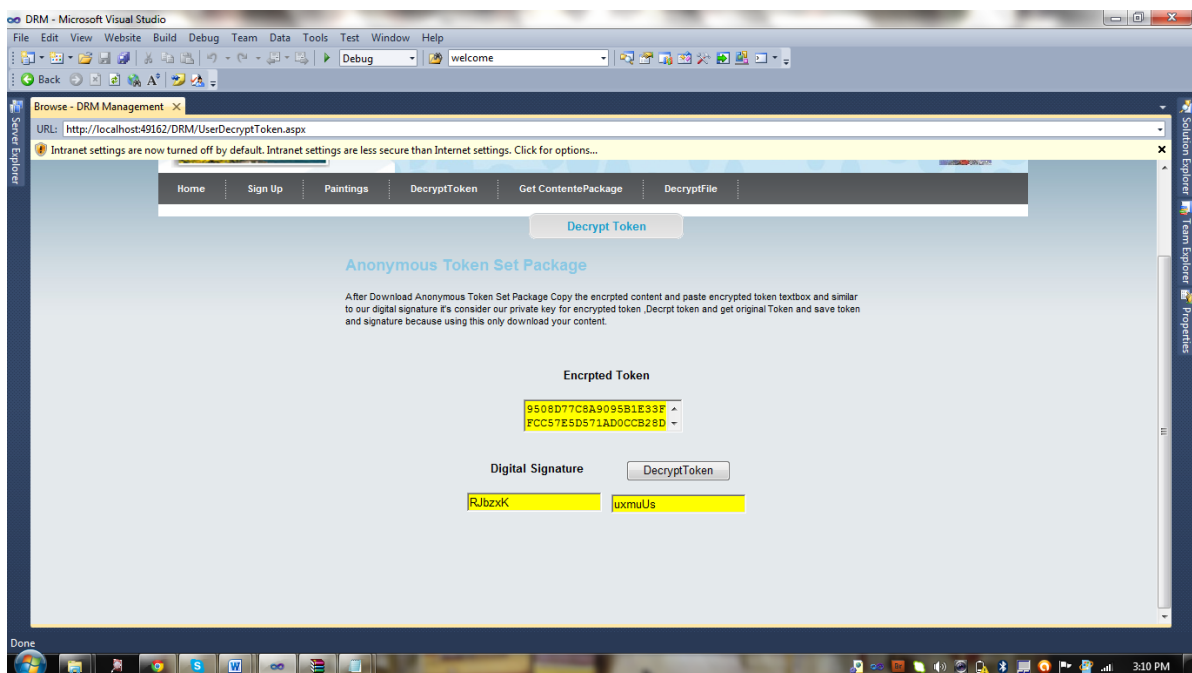 DRM - Microsoft Visual Studio
File Edit View Website Build Debug Team Data Tools Test Window Help
Debug welcome
Back
Browse - DRM Management
URL: http://localhost:49162/DRM/UserDecryptToken.aspx
Intranet settings are now turned off by default. Intranet settings are less secure than Internet settings. Click for options...
Server Explorer
Solution Explorer
Team Explorer
Properties
Home Sign Up Paintings DecryptToken Get ContentePackage DecryptFile
Decrypt Token
Anonymous Token Set Package
After Download Anonymous Token Set Package Copy the encrpted content and paste encrypted token textbox and similar
to our digital signature it's consider our private key for encrypted token ,Decrpt token and get original Token and save token
and signature because using this only download your content.
Encrpted Token
9508D77C8A9095B1E33F
FCC57E5D571AD0CCB28D
Digital Signature DecryptToken
RJbzxK uxmuUs
Done
3:10 PM